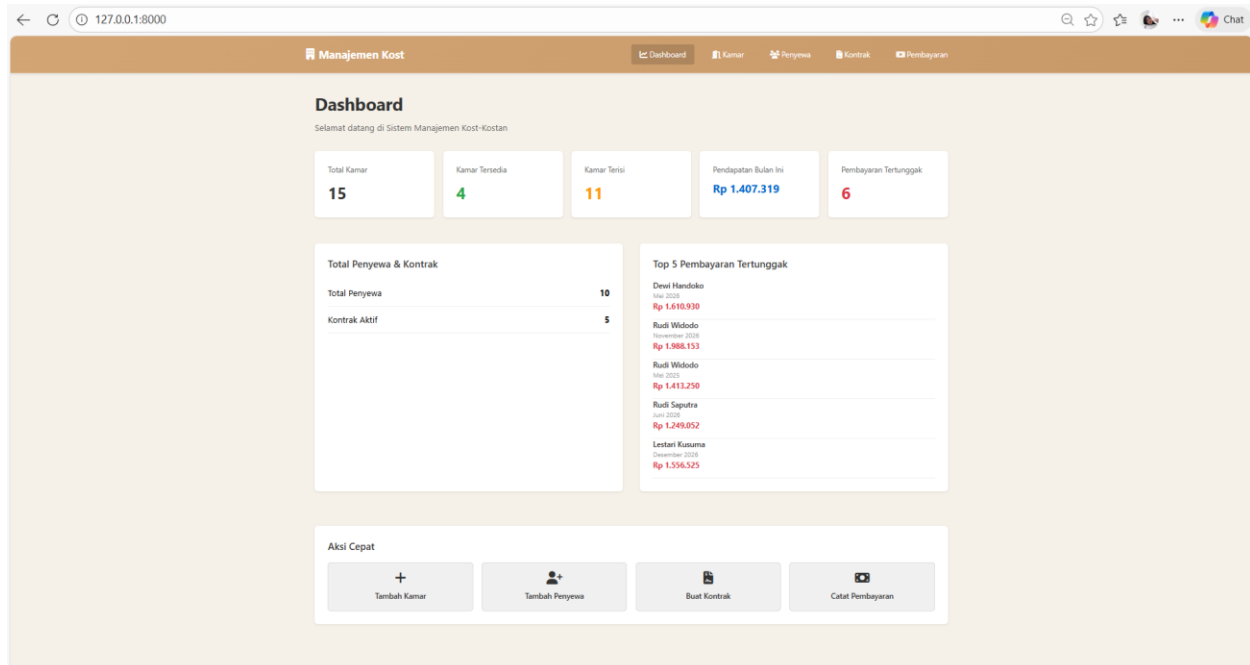 127.0.0.1:8000
Chat
Manajemen Kost
Dashboard
Kamar
Penyewa
Kontrak
Pembayaran
Dashboard
Selamat datang di Sistem Manajemen Kost-Kostan
Total Kamar
15
Kamar Tersedia
4
Kamar Terisi
11
Pendapatan Bulan Ini
Rp 1.407.319
Pembayaran Tertunggak
6
Total Penyewa & Kontrak
Total Penyewa 10
Kontrak Aktif 5
Top 5 Pembayaran Tertunggak
Dewi Handoko
Mei 2026
Rp 1.610.930
Rudi Widodo
November 2026
Rp 1.988.153
Rudi Widodo
Mei 2025
Rp 1.413.250
Rudi Saputra
Juni 2026
Rp 1.249.052
Lestari Kusuma
Desember 2026
Rp 1.556.525
Aksi Cepat
Tambah Kamar
Tambah Penyewa
Buat Kontrak
Catat Pembayaran